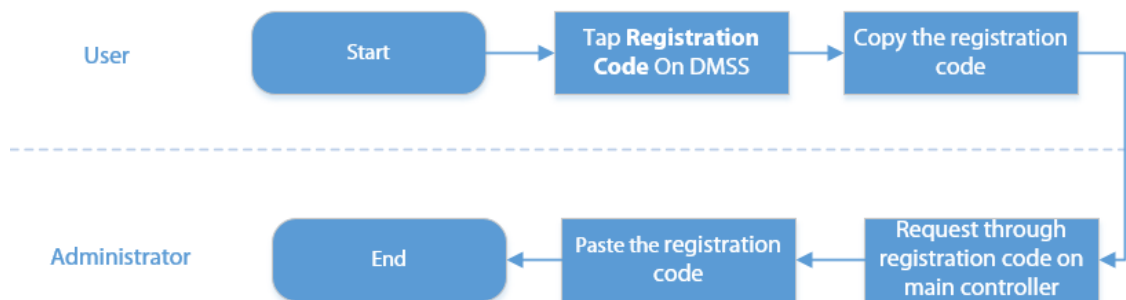 User
Start
Tap Registration
Code On DMSS
Copy the registration
code
Administrator
End
Paste the registration
code
Request through
registration code on
main controller